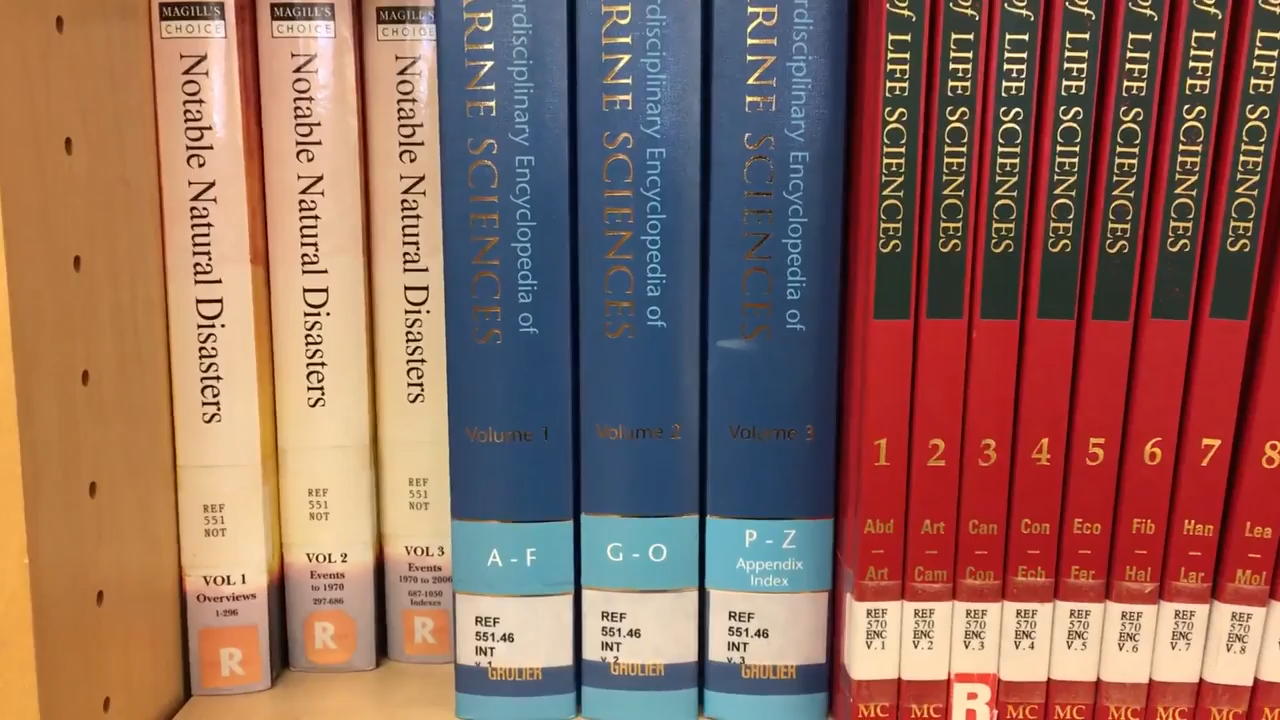 MAGILL'S
CHOICE
Notable Natural Disasters
REF
551
NOT
VOL 1
Overviews
1-296
R
MAGILL'S
CHOICE
Notable Natural Disasters
REF
551
NOT
VOL 2
Events
to 1970
297-686
R
MAGILL'S
CHOICE
Notable Natural Disasters
REF
551
NOT
VOL 3
Events
1970 to 2006
687-1050
Indexes
R
rdisciplinary Encyclopedia of
ARINE SCIENCES
Volume 1
A - F
REF
551.46
INT
v. 1
GROLIER
rdisciplinary Encyclopedia of
RINE SCIENCES
Volume 2
G - O
REF
551.46
INT
v. 2
GROLIER
rdisciplinary Encyclopedia of
RINE SCIENCES
Volume 3
P - Z
Appendix
Index
REF
551.46
INT
v. 3
GROLIER
of LIFE SCIENCES
1
Abd
–
Art
REF
570
ENC
V.1
MC
of LIFE SCIENCES
2
Art
–
Cam
REF
570
ENC
V.2
MC
of LIFE SCIENCES
3
Can
–
Con
REF
570
ENC
V.3
R
of LIFE SCIENCES
4
Con
–
Ech
REF
570
ENC
V.4
MC
of LIFE SCIENCES
5
Eco
–
Fer
REF
570
ENC
V.5
MC
of LIFE SCIENCES
6
Fib
–
Hal
REF
570
ENC
V.6
MC
of LIFE SCIENCES
7
Han
–
Lar
REF
570
ENC
V.7
MC
of LIFE SCIENCES
8
Lea
–
Mol
REF
570
ENC
V.8
MC